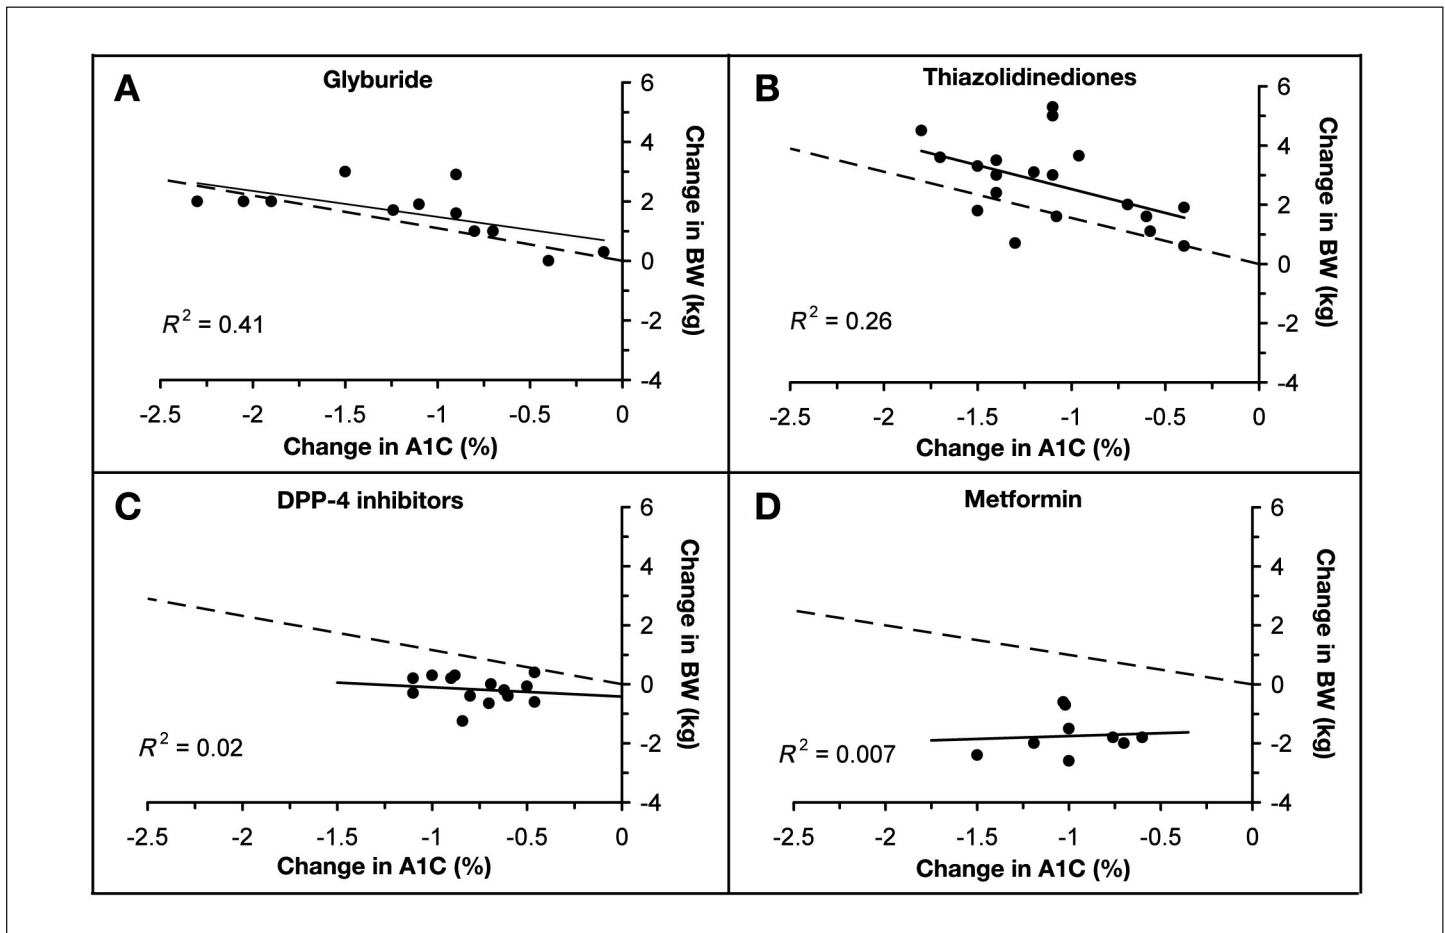 A
Glyburide
6
4
2
0
-2
-4
Change in BW (kg)
R² = 0.41
-2.5 -2 -1.5 -1 -0.5 0
Change in A1C (%)
B
Thiazolidinediones
6
4
2
0
-2
-4
Change in BW (kg)
R² = 0.26
-2.5 -2 -1.5 -1 -0.5 0
Change in A1C (%)
C
DPP-4 inhibitors
6
4
2
0
-2
-4
Change in BW (kg)
R² = 0.02
-2.5 -2 -1.5 -1 -0.5 0
Change in A1C (%)
D
Metformin
6
4
2
0
-2
-4
Change in BW (kg)
R² = 0.007
-2.5 -2 -1.5 -1 -0.5 0
Change in A1C (%)